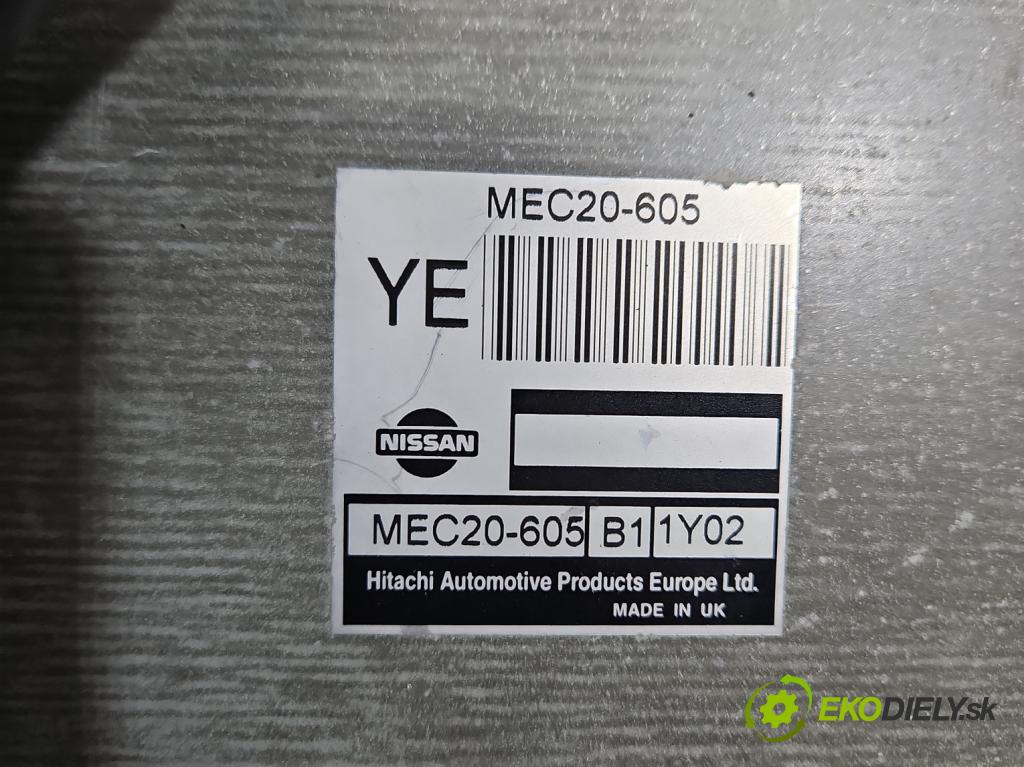 MEC20-605
YE
NISSAN
MEC20-605 B1 1Y02
Hitachi Automotive Products Europe Ltd.
MADE IN UK
EKODIELY.sk